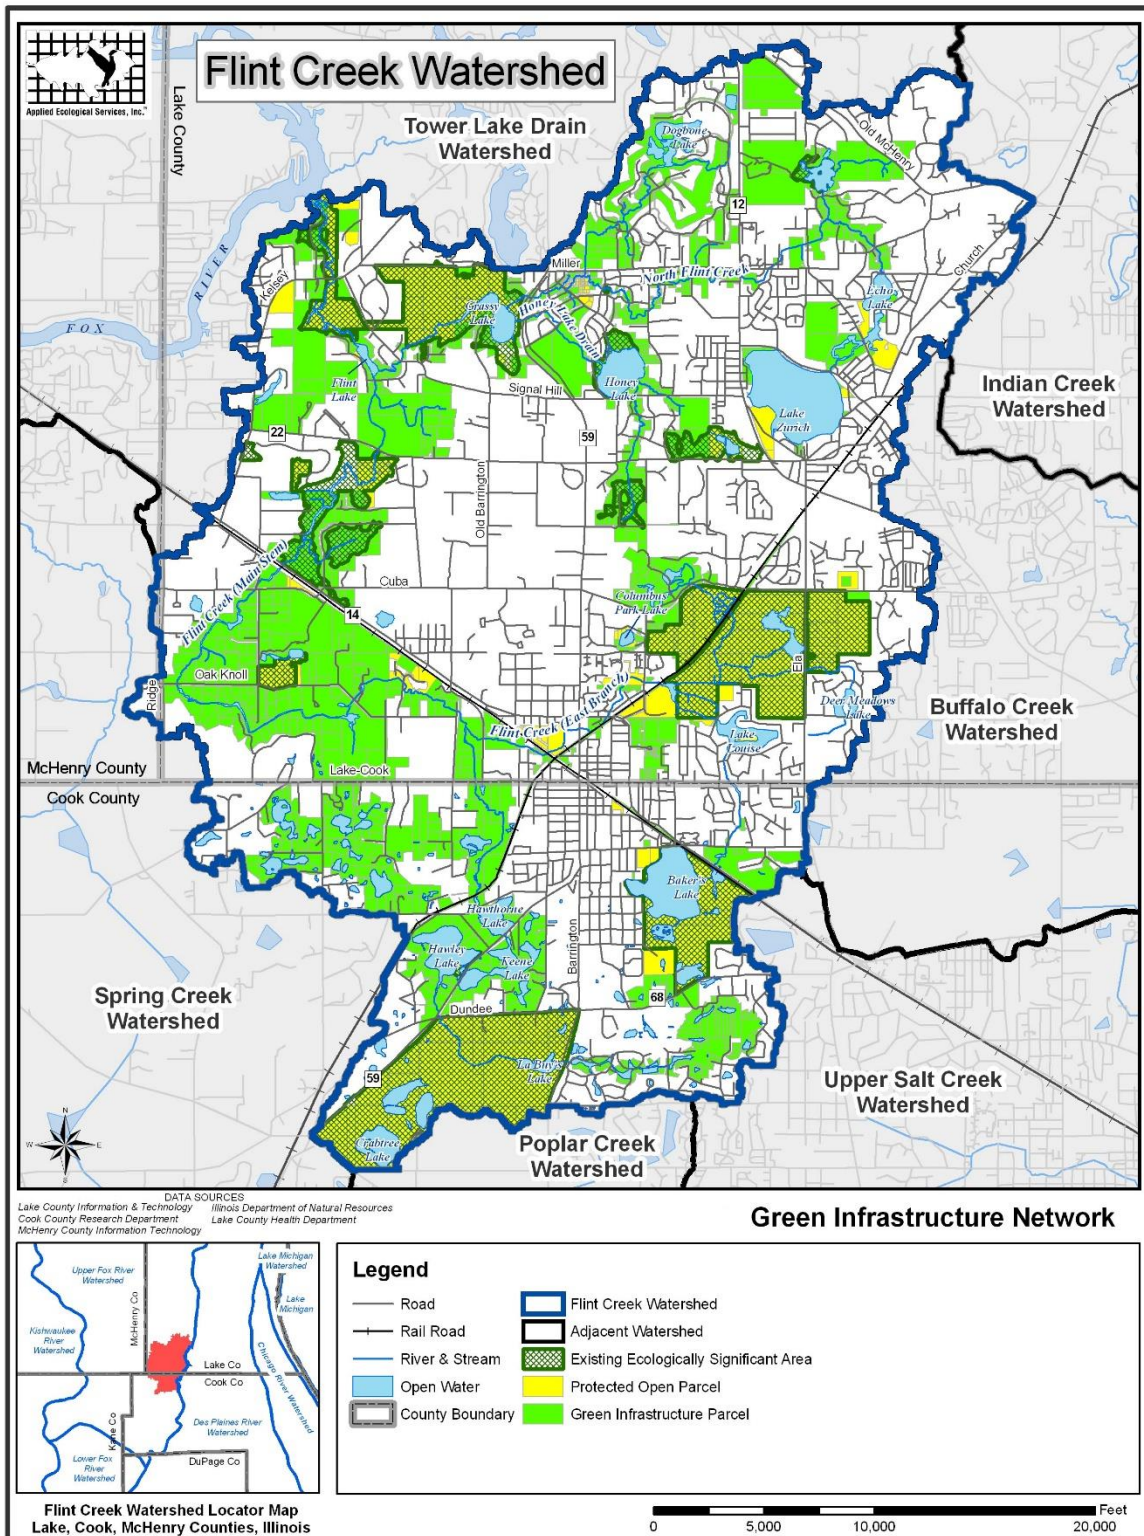 Applied Ecological Services, Inc.™
Flint Creek Watershed
Lake County
Tower Lake Drain
Watershed
Dogbone
Lake
Old McHenry
12
Church
Miller
North Flint Creek
Kelsey
RIVER
FOX
Echo
Lake
Grassy
Lake
Honey Lake Drain
Flint
Lake
Signal Hill
Honey
Lake
Lake
Zurich
Indian Creek
Watershed
22
59
Old Barrington
Flint Creek (Main Stem)
Cuba
14
Columbus
Park Lake
Oak Knoll
Ridge
Ela
Flint Creek (East Branch)
Deer Meadows
Lake
Lake
Louise
Buffalo Creek
Watershed
McHenry County
Cook County
Lake-Cook
Baker's
Lake
Hawthorne
Lake
Hawley
Lake
Keene
Lake
Barrington
Spring Creek
Watershed
Dundee
68
59
La Buy's
Lake
Upper Salt Creek
Watershed
Crabtree
Lake
Poplar Creek
Watershed
N
W
E
S
DATA SOURCES
Lake County Information & Technology Illinois Department of Natural Resources
Cook County Research Department Lake County Health Department
McHenry County Information Technology
Green Infrastructure Network
Upper Fox River
Watershed
McHenry Co
Lake Michigan
Watershed
Lake
Michigan
Kishwaukee
River
Watershed
Lake Co
Cook Co
Chicago River Watershed
Kane Co
Des Plaines River
Watershed
Lower Fox
River
Watershed
DuPage Co
Flint Creek Watershed Locator Map
Lake, Cook, McHenry Counties, Illinois
Legend
Road
Rail Road
River & Stream
Open Water
County Boundary
Flint Creek Watershed
Adjacent Watershed
Existing Ecologically Significant Area
Protected Open Parcel
Green Infrastructure Parcel
Feet
0 5,000 10,000 20,000